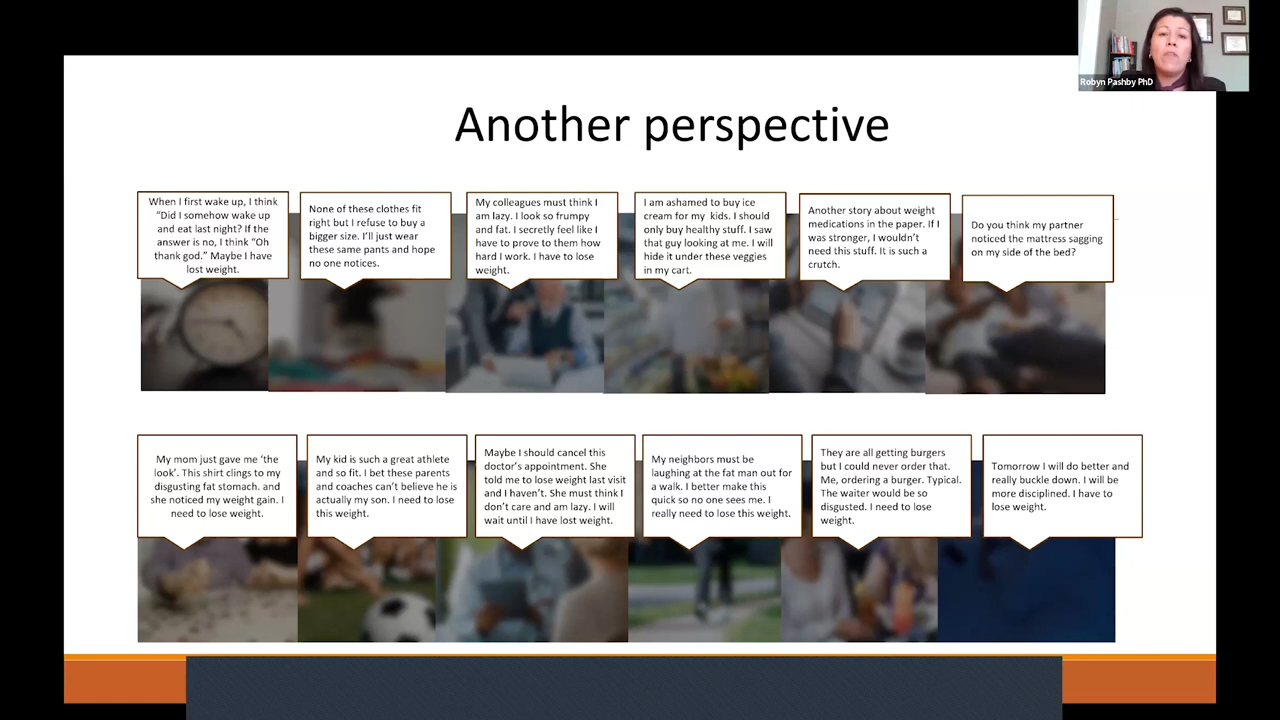 Robyn Pashby PhD
Another perspective
When I first wake up, I think
“Did I somehow wake up
and eat last night? If the
answer is no, I think “Oh
thank god.” Maybe I have
lost weight.
None of these clothes fit
right but I refuse to buy a
bigger size. I’ll just wear
these same pants and hope
no one notices.
My colleagues must think I
am lazy. I look so frumpy
and fat. I secretly feel like I
have to prove to them how
hard I work. I have to lose
weight.
I am ashamed to buy ice
cream for my kids. I should
only buy healthy stuff. I saw
that guy looking at me. I will
hide it under these veggies
in my cart.
Another story about weight
medications in the paper. If I
was stronger, I wouldn’t
need this stuff. It is such a
crutch.
Do you think my partner
noticed the mattress sagging
on my side of the bed?
My mom just gave me ‘the
look’. This shirt clings to my
disgusting fat stomach. and
she noticed my weight gain. I
need to lose weight.
My kid is such a great athlete
and so fit. I bet these parents
and coaches can’t believe he is
actually my son. I need to lose
this weight.
Maybe I should cancel this
doctor’s appointment. She
told me to lose weight last visit
and I haven’t. She must think I
don’t care and am lazy. I will
wait until I have lost weight.
My neighbors must be
laughing at the fat man out for
a walk. I better make this
quick so no one sees me. I
really need to lose this weight.
They are all getting burgers
but I could never order that.
Me, ordering a burger. Typical.
The waiter would be so
disgusted. I need to lose
weight.
Tomorrow I will do better and
really buckle down. I will be
more disciplined. I have to
lose weight.